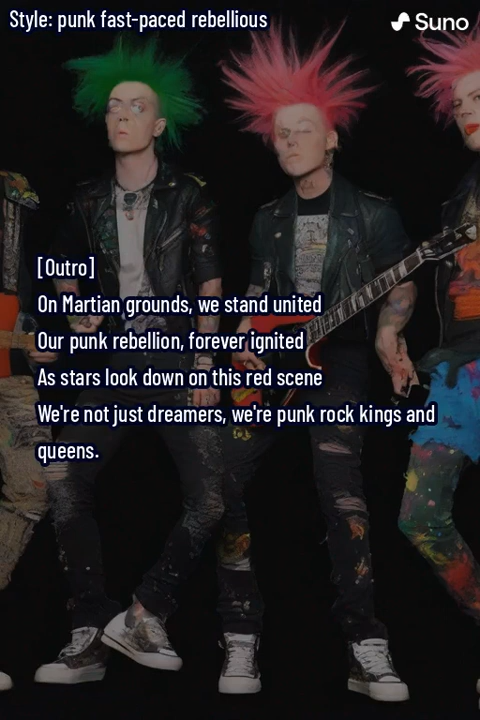 Style: punk fast-paced rebellious
Suno
[Outro]
On Martian grounds, we stand united
Our punk rebellion, forever ignited
As stars look down on this red scene
We're not just dreamers, we're punk rock kings and
queens.